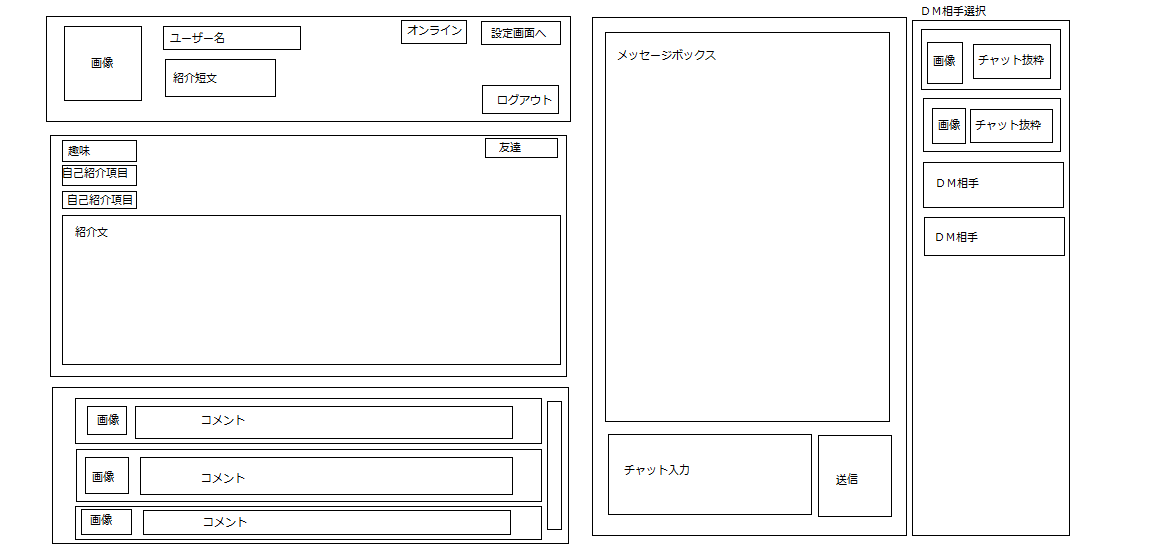 画像
ユーザー名
紹介短文
オンライン
設定画面へ
ログアウト
趣味
自己紹介項目
自己紹介項目
友達
紹介文
画像
コメント
画像
コメント
画像
コメント
メッセージボックス
チャット入力
送信
ＤＭ相手選択
画像
チャット抜粋
画像
チャット抜粋
ＤＭ相手
ＤＭ相手